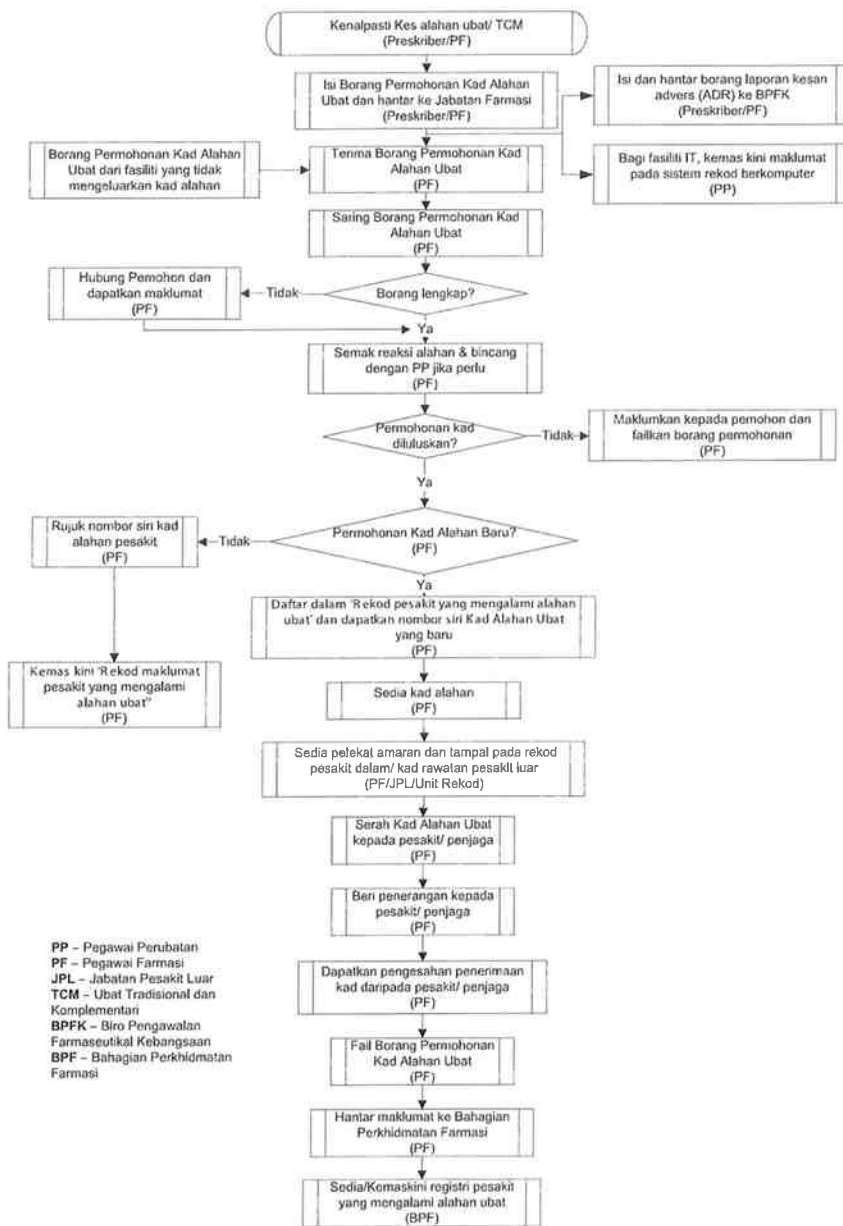 Kenalpasti Kes alahan ubat/ TCM
(Preskriber/PF)
Isi Borang Permohonan Kad Alahan
Ubat dan hantar ke Jabatan Farmasi
(Preskriber/PF)
Isi dan hantar borang laporan kesan
advers (ADR) ke BPFK
(Preskriber/PF)
Borang Permohonan Kad Alahan
Ubat dari fasiliti yang tidak
mengeluarkan kad alahan
Terima Borang Permohonan Kad
Alahan Ubat
(PF)
Bagi fasiliti IT, kemas kini maklumat
pada sistem rekod berkomputer
(PP)
Saring Borang Permohonan Kad
Alahan Ubat
(PF)
Hubung Pemohon dan
dapatkan maklumat
(PF)
Tidak
Borang lengkap?
Ya
Semak reaksi alahan & bincang
dengan PP jika perlu
(PF)
Permohonan kad
diluluskan?
Tidak
Maklumkan kepada pemohon dan
failkan borang permohonan
(PF)
Ya
Rujuk nombor siri kad
alahan pesakit
(PF)
Tidak
Permohonan Kad Alahan Baru?
(PF)
Ya
Daftar dalam 'Rekod pesakit yang mengalami alahan
ubat' dan dapatkan nombor siri Kad Alahan Ubat
yang baru
(PF)
Kemas kini 'Rekod maklumat
pesakit yang mengalami
alahan ubat"
(PF)
Sedia kad alahan
(PF)
Sedia pelekat amaran dan tampal pada rekod
pesakit dalam/ kad rawatan pesakit luar
(PF/JPL/Unit Rekod)
Serah Kad Alahan Ubat
kepada pesakit/ penjaga
(PF)
Beri penerangan kepada
pesakit/ penjaga
(PF)
PP – Pegawai Perubatan
PF – Pegawai Farmasi
JPL – Jabatan Pesakit Luar
TCM – Ubat Tradisional dan
Komplementari
BPFK – Biro Pengawalan
Farmaseutikal Kebangsaan
BPF – Bahagian Perkhidmatan
Farmasi
Dapatkan pengesahan penerimaan
kad daripada pesakit/ penjaga
(PF)
Fail Borang Permohonan
Kad Alahan Ubat
(PF)
Hantar maklumat ke Bahagian
Perkhidmatan Farmasi
(PF)
Sedia/Kemaskini registri pesakit
yang mengalami alahan ubat
(BPF)